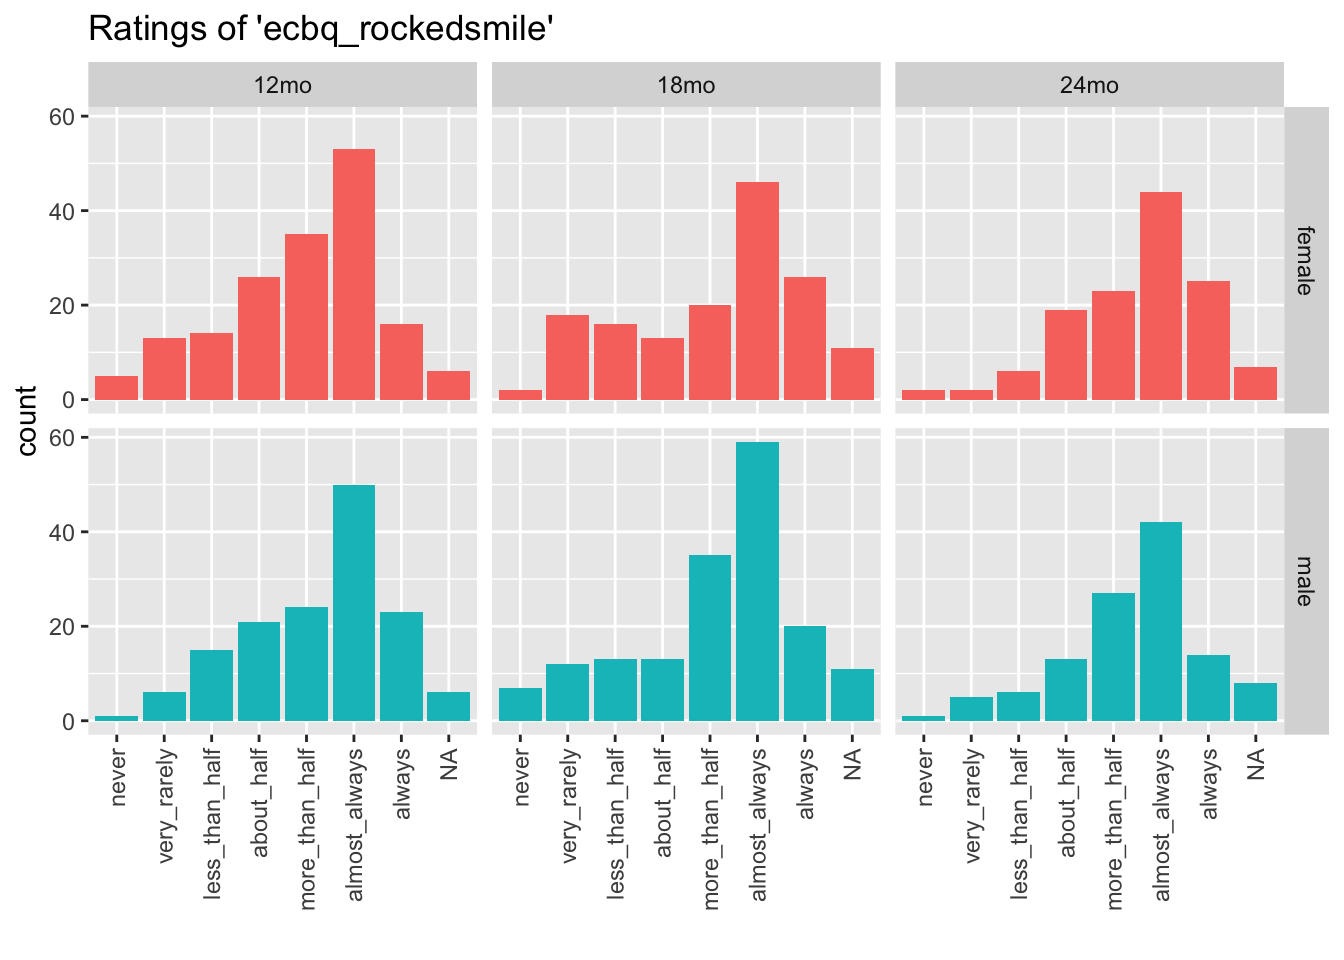 Ratings of 'ecbq_rockedsmile'
12mo 18mo 24mo
60
40
20
0
female
count
60
40
20
0
male
never very_rarely less_than_half about_half more_than_half almost_always always NA
never very_rarely less_than_half about_half more_than_half almost_always always NA
never very_rarely less_than_half about_half more_than_half almost_always always NA